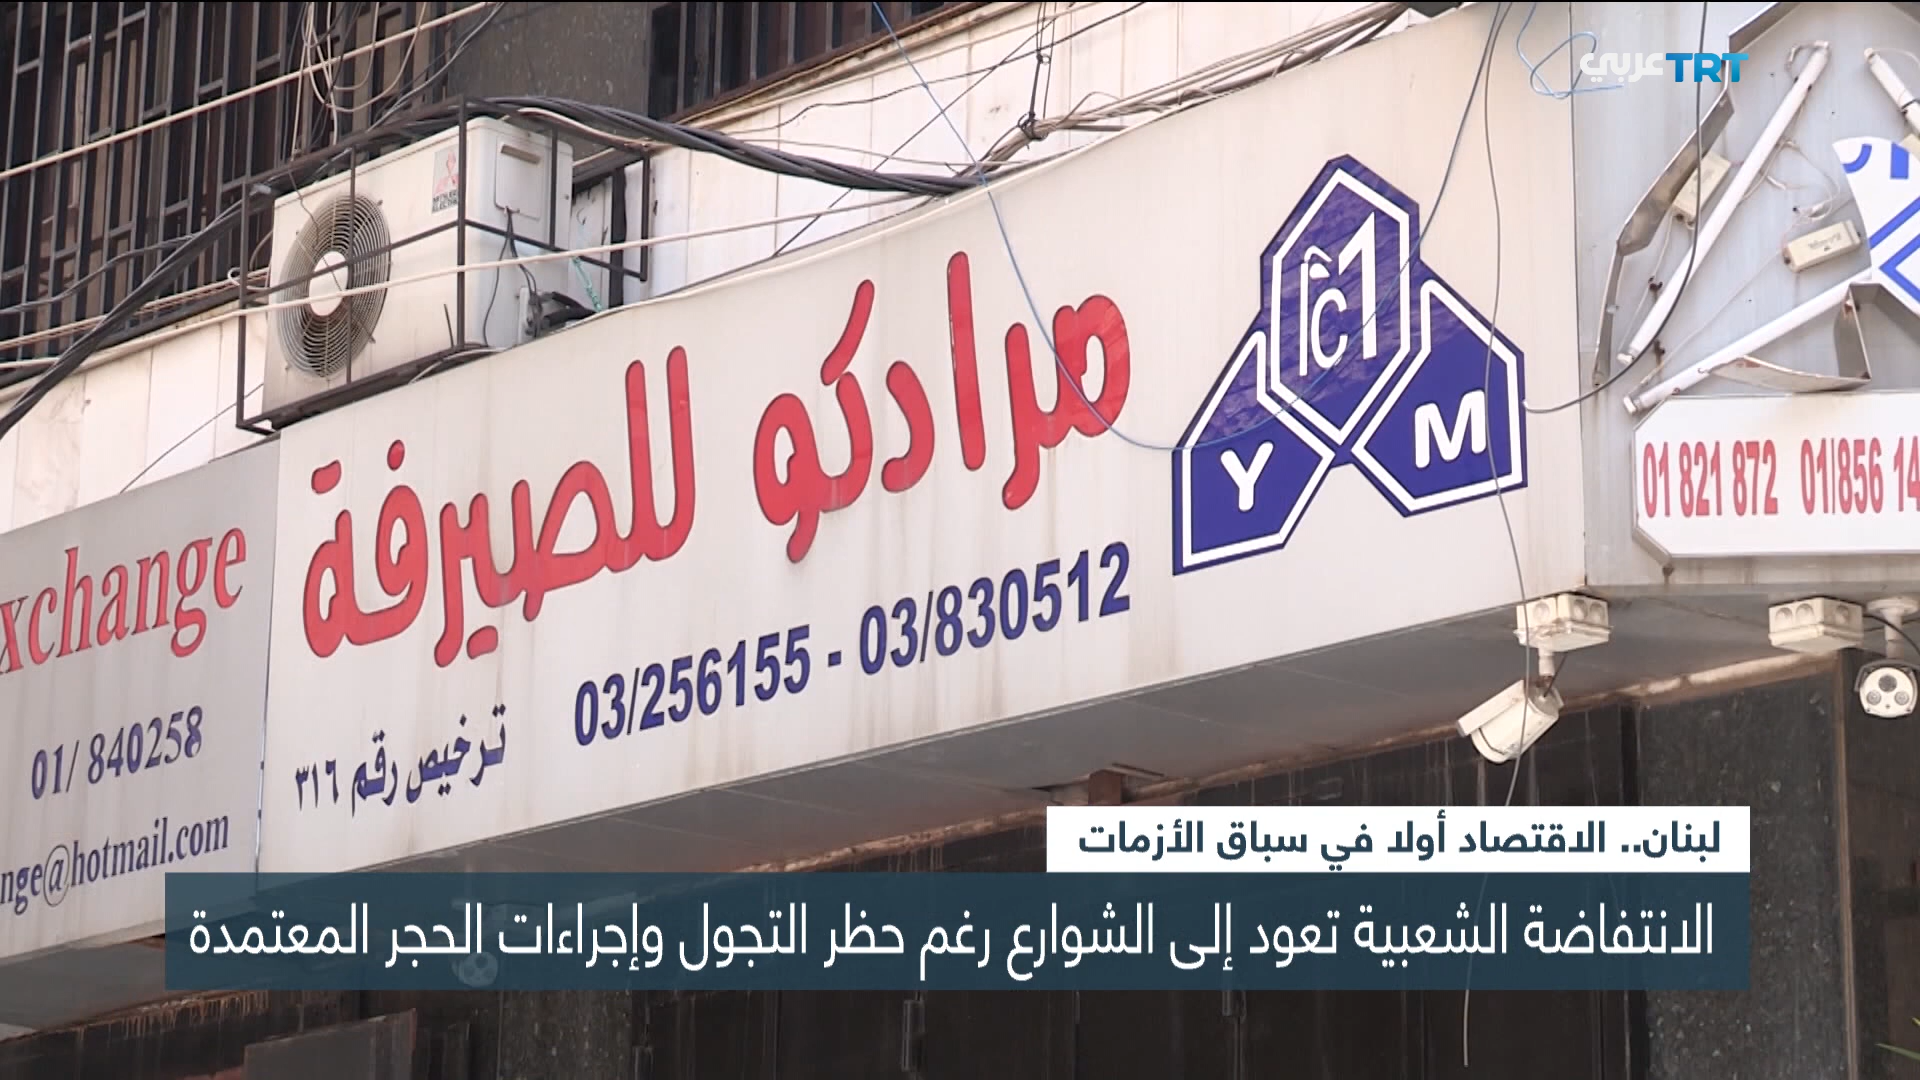 عربي TRT
MITSUBISHI ELECTRIC
مرادكو للصيرفة
03/256155 - 03/830512
ترخيص رقم ٣١٦
Y M
xchange
01/ 840258
nge@hotmail.com
01 821 872 01/856 14
لبنان.. الاقتصاد أولا في سباق الأزمات
الانتفاضة الشعبية تعود إلى الشوارع رغم حظر التجول وإجراءات الحجر المعتمدة